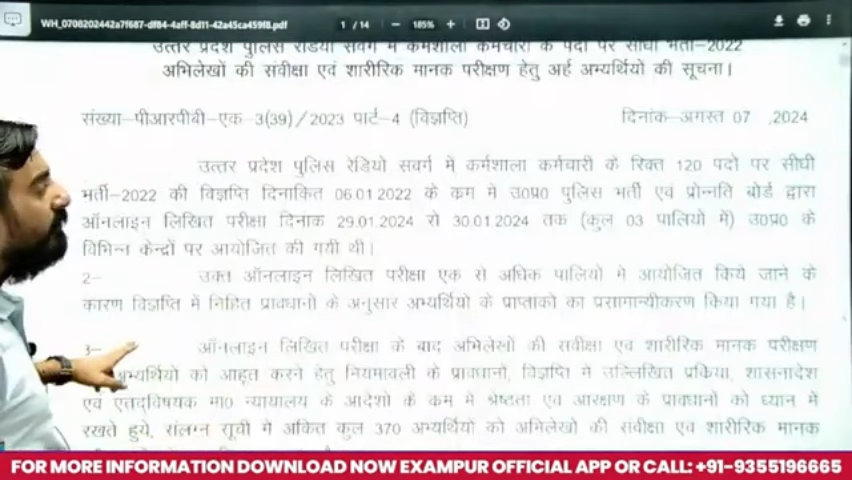 WH_0708202442a7f687-df84-4aff-8d11-42a45ca459f8.pdf 1 / 14 185%
उत्तर प्रदेश पुलिस रेडियो संवर्ग में कर्मशाला कर्मचारी के पदों पर सीधी भर्ती-2022
अभिलेखों की संवीक्षा एवं शारीरिक मानक परीक्षण हेतु अर्ह अभ्यर्थियों की सूचना।
संख्या-पीआरपीबी-एक-3(39)/2023 पार्ट-4 (विज्ञप्ति) दिनांक-अगस्त 07 ,2024
उत्तर प्रदेश पुलिस रेडियो संवर्ग में कर्मशाला कर्मचारी के रिक्त 120 पदों पर सीधी
भर्ती-2022 की विज्ञप्ति दिनांकित 06.01.2022 के क्रम में उ0प्र0 पुलिस भर्ती एवं प्रोन्नति बोर्ड द्वारा
ऑनलाइन लिखित परीक्षा दिनांक 29.01.2024 से 30.01.2024 तक (कुल 03 पालियों में) उ0प्र0 के
विभिन्न केन्द्रों पर आयोजित की गयी थी।
2- उक्त ऑनलाइन लिखित परीक्षा एक से अधिक पालियों में आयोजित किये जाने के
कारण विज्ञप्ति में निहित प्रावधानों के अनुसार अभ्यर्थियों के प्राप्तांकों का प्रसामान्यीकरण किया गया है।
3- ऑनलाइन लिखित परीक्षा के बाद अभिलेखों की संवीक्षा एवं शारीरिक मानक परीक्षण
अभ्यर्थियों को आहूत करने हेतु नियमावली के प्रावधानों, विज्ञप्ति में उल्लिखित प्रक्रिया, शासनादेश
एवं एतद्विषयक मा0 न्यायालय के आदेशों के क्रम में श्रेष्ठता एवं आरक्षण के प्रावधानों को ध्यान में
रखते हुये, संलग्न सूची में अंकित कुल 370 अभ्यर्थियों को अभिलेखों की संवीक्षा एवं शारीरिक मानक
FOR MORE INFORMATION DOWNLOAD NOW EXAMPUR OFFICIAL APP OR CALL: +91-9355196665